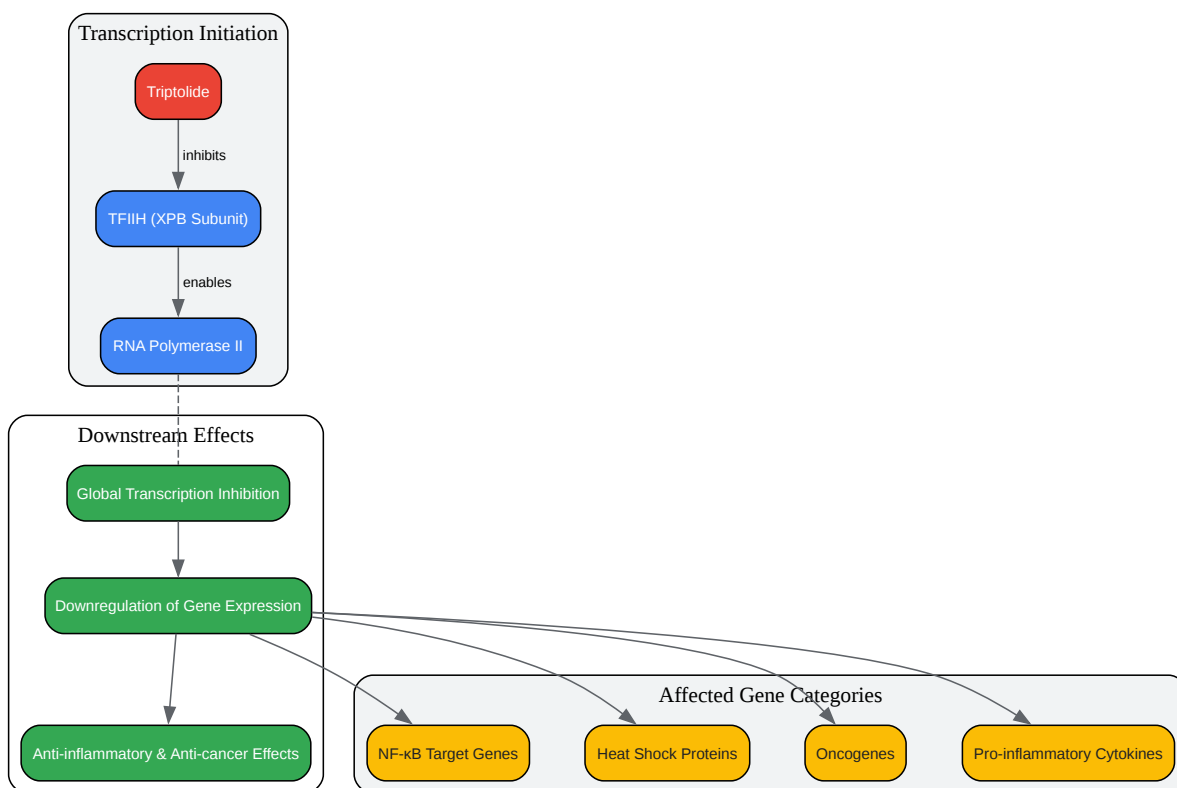 Transcription Initiation
Triptolide
inhibits
TFIIH (XPB Subunit)
enables
RNA Polymerase II
Downstream Effects
Global Transcription Inhibition
Downregulation of Gene Expression
Anti-inflammatory & Anti-cancer Effects
Affected Gene Categories
NF-κB Target Genes
Heat Shock Proteins
Oncogenes
Pro-inflammatory Cytokines